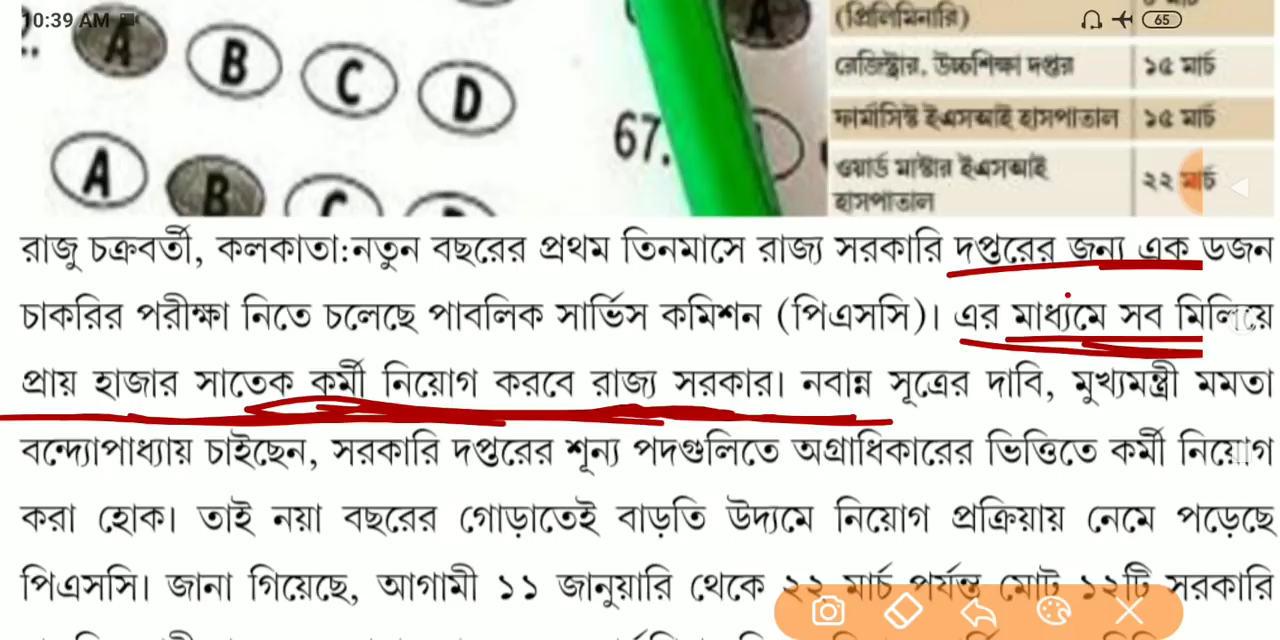 10:39 AM
65
A B C D
67.
A
A B C
(প্রিলিমিনারি)
রেজিস্ট্রার, উচ্চশিক্ষা দপ্তর ১৫ মার্চ
ফার্মাসিস্ট ইএসআই হাসপাতাল ১৫ মার্চ
ওয়ার্ড মাস্টার ইএসআই ২২ মার্চ
হাসপাতাল
রাজু চক্রবর্তী, কলকাতা:নতুন বছরের প্রথম তিনমাসে রাজ্য সরকারি দপ্তরের জন্য এক ডজন
চাকরির পরীক্ষা নিতে চলেছে পাবলিক সার্ভিস কমিশন (পিএসসি)। এর মাধ্যমে সব মিলিয়ে
প্রায় হাজার সাতেক কর্মী নিয়োগ করবে রাজ্য সরকার। নবান্ন সূত্রের দাবি, মুখ্যমন্ত্রী মমতা
বন্দ্যোপাধ্যায় চাইছেন, সরকারি দপ্তরের শূন্য পদগুলিতে অগ্রাধিকারের ভিত্তিতে কর্মী নিয়োগ
করা হোক। তাই নয়া বছরের গোড়াতেই বাড়তি উদ্যমে নিয়োগ প্রক্রিয়ায় নেমে পড়েছে
পিএসসি। জানা গিয়েছে, আগামী ১১ জানুয়ারি থেকে ২২ মার্চ পর্যন্ত মোট ১২টি সরকারি